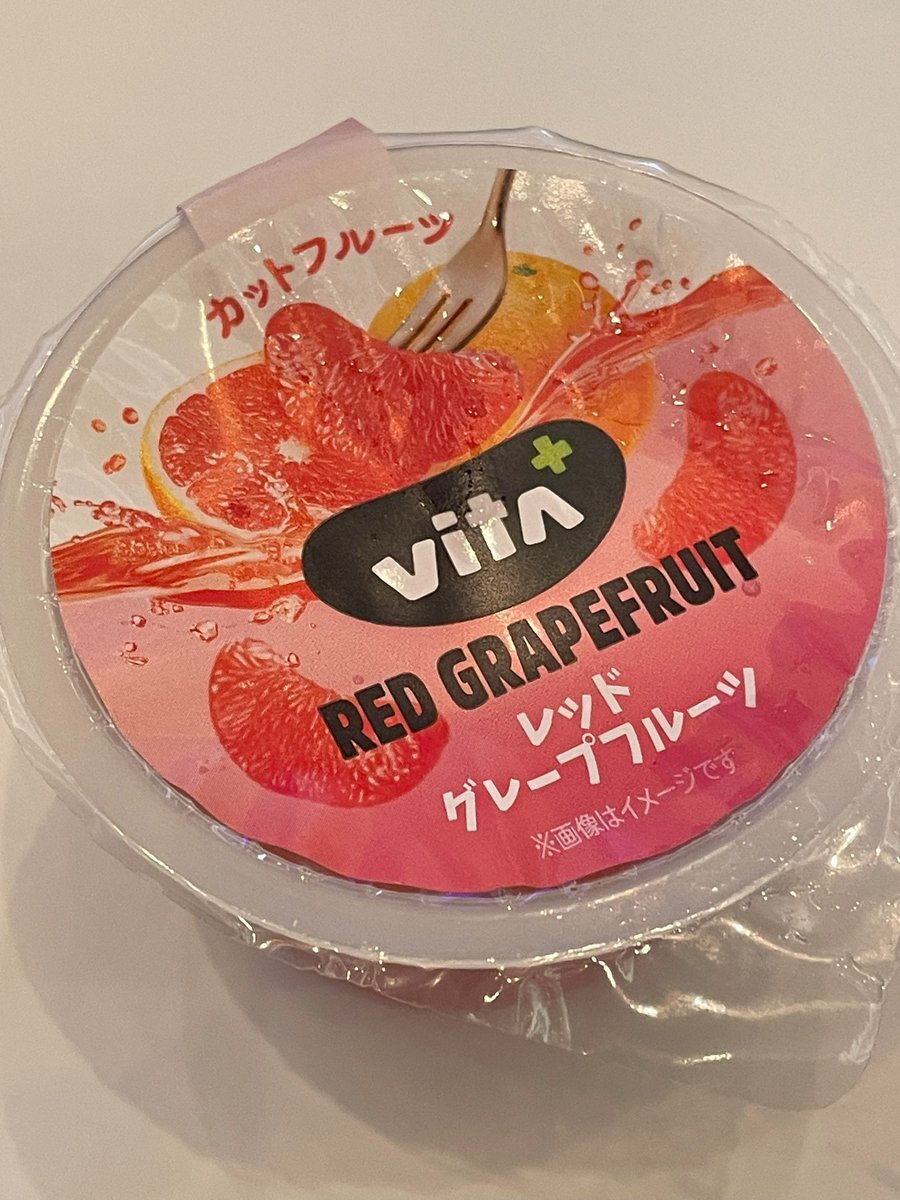 カットフルーツ
vita
RED GRAPEFRUIT
レッド
グレープフルーツ
※画像はイメージです